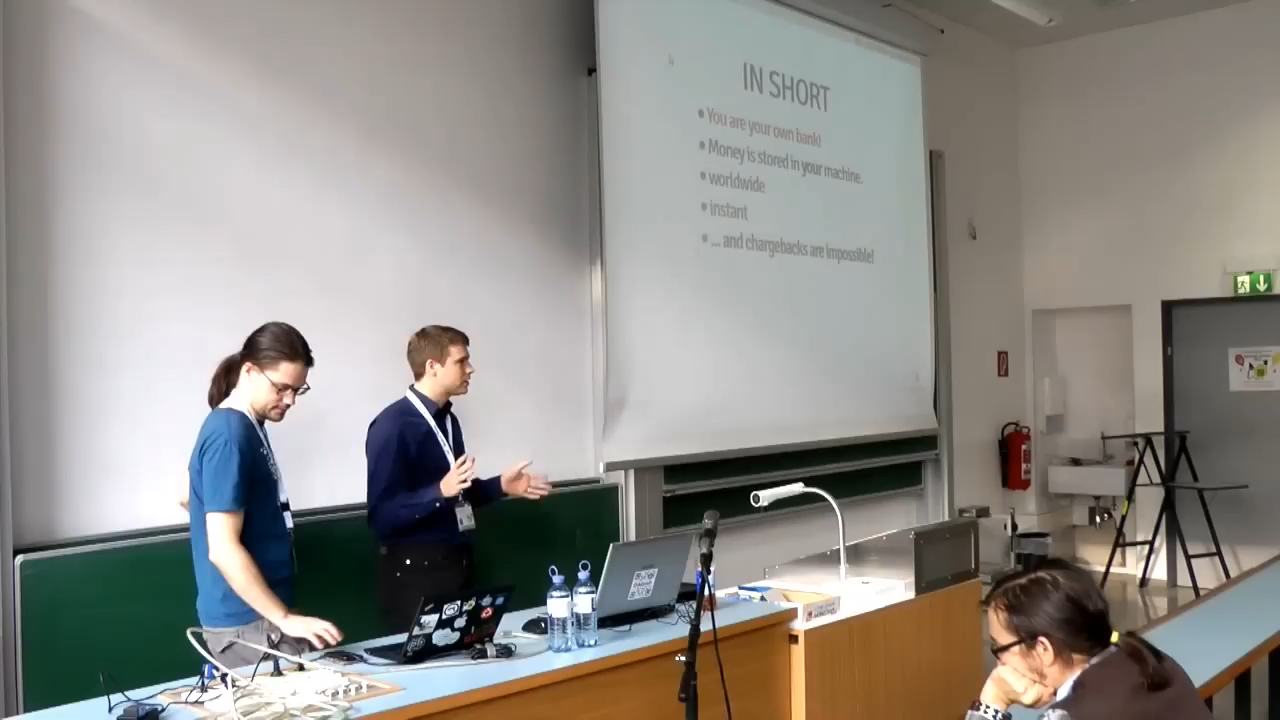 IN SHORT
• You are your own bank!
• Money is stored in your machine.
• worldwide
• instant
• ... and chargebacks are impossible!